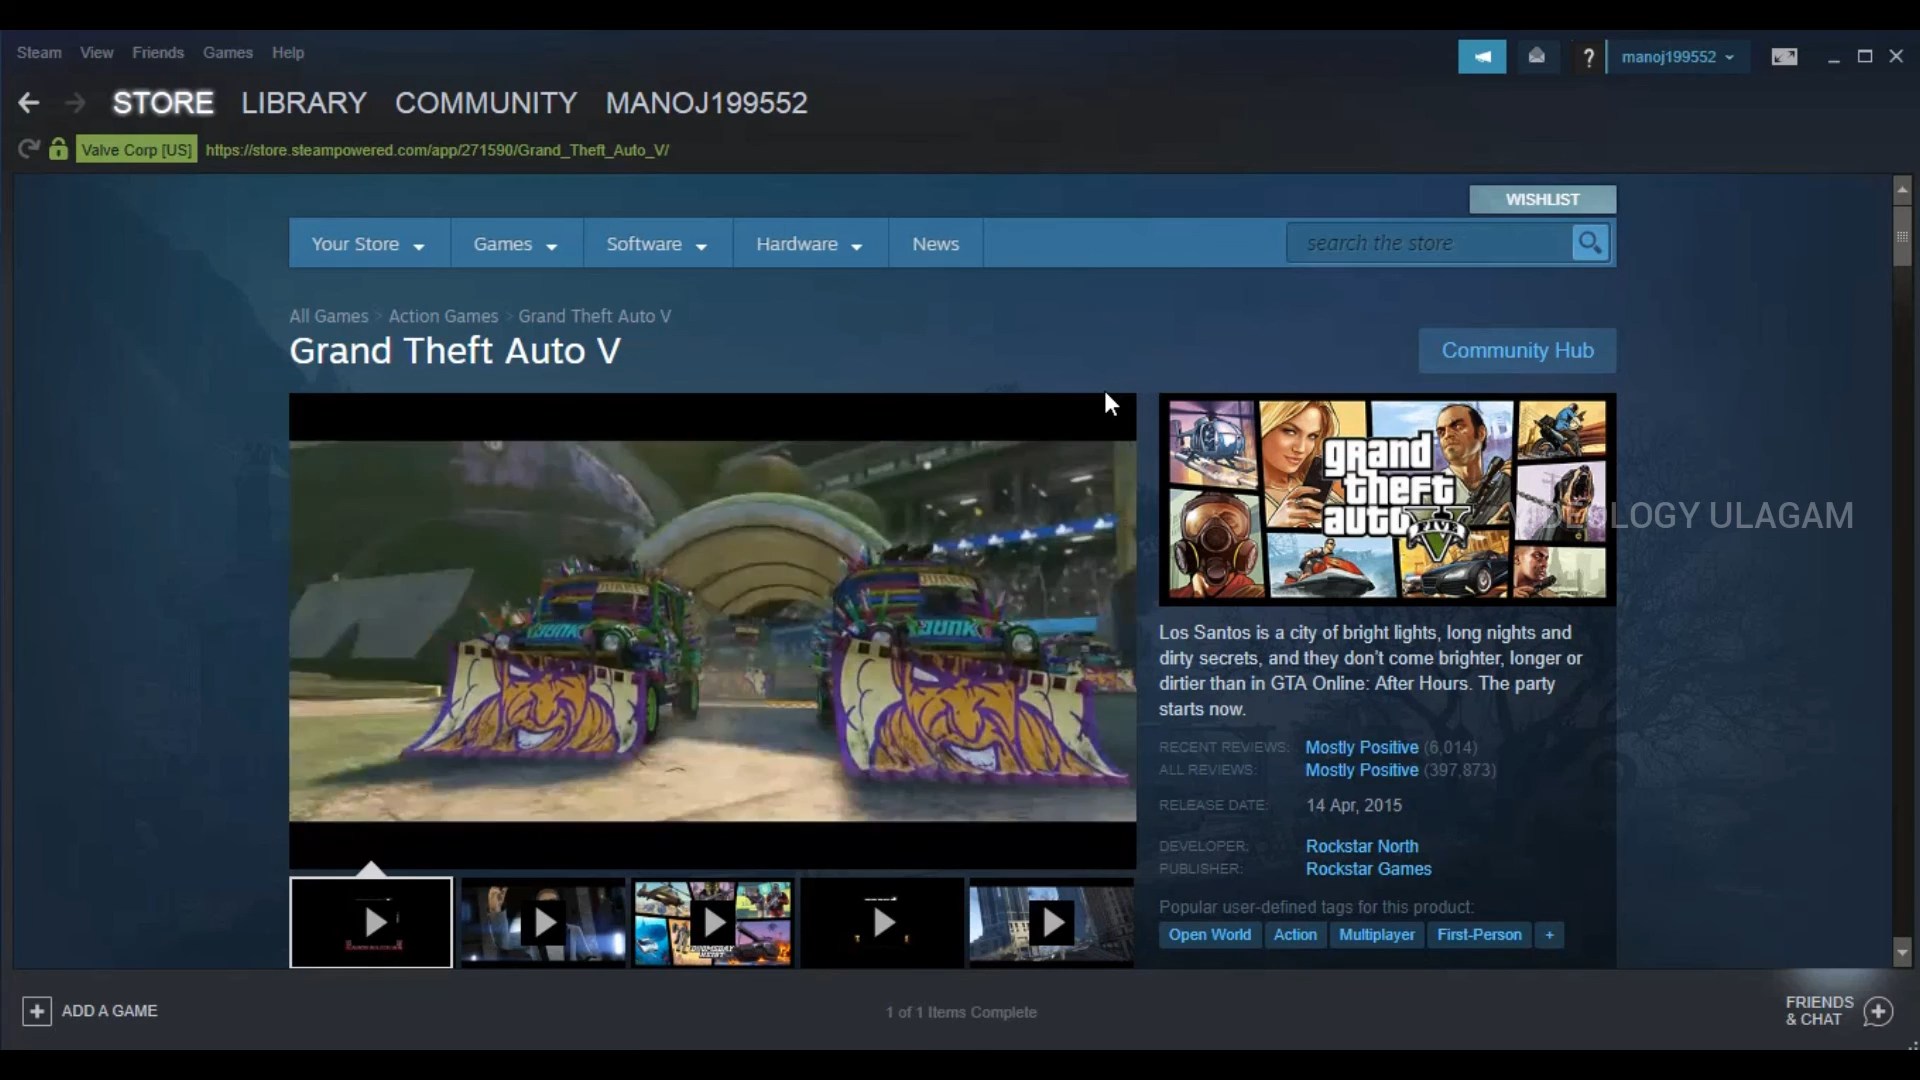 Steam View Friends Games Help
? manoj199552
STORE LIBRARY COMMUNITY MANOJ199552
Valve Corp [US] https://store.steampowered.com/app/271590/Grand_Theft_Auto_V/
WISHLIST
Your Store Games Software Hardware News search the store
All Games > Action Games > Grand Theft Auto V
Grand Theft Auto V
Community Hub
grand
theft
auto
V
FIVE
LOGY ULAGAM
JUNK JUNK
Los Santos is a city of bright lights, long nights and
dirty secrets, and they don't come brighter, longer or
dirtier than in GTA Online: After Hours. The party
starts now.
RECENT REVIEWS: Mostly Positive (6,014)
ALL REVIEWS: Mostly Positive (397,873)
RELEASE DATE: 14 Apr, 2015
DEVELOPER: Rockstar North
PUBLISHER: Rockstar Games
Popular user-defined tags for this product:
Open World Action Multiplayer First-Person +
DOOMSDAY
HEIST
ADD A GAME
1 of 1 Items Complete
FRIENDS
& CHAT